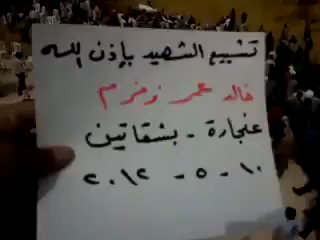 تشييع الشهيد بإذن الله
خالد عمر زمزم
عنجارة - بشقاتين
١٠ - ٥ - ٢٠١٢